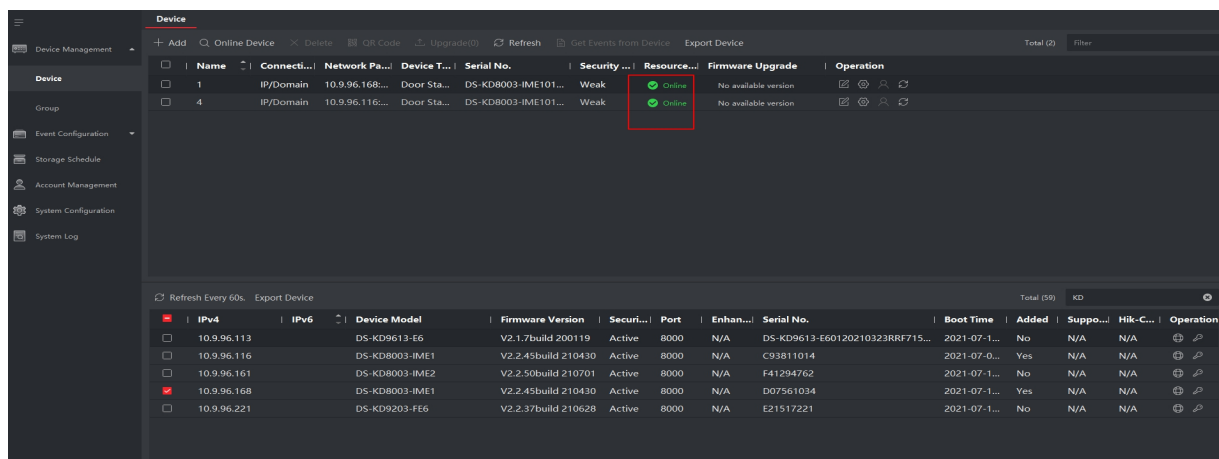 Device
Device Management
+ Add Online Device Delete QR Code Upgrade(0) Refresh Get Events from Device Export Device Total (2) Filter
Name Connecti... Network Pa... Device T... Serial No. Security ... Resource... Firmware Upgrade Operation
Device
1 IP/Domain 10.9.96.168:... Door Sta... DS-KD8003-IME101... Weak Online No available version
4 IP/Domain 10.9.96.116:... Door Sta... DS-KD8003-IME101... Weak Online No available version
Group
Event Configuration
Storage Schedule
Account Management
System Configuration
System Log
Refresh Every 60s. Export Device Total (59) KD
IPv4 IPv6 Device Model Firmware Version Securi... Port Enhan... Serial No. Boot Time Added Suppo... Hik-C... Operation
10.9.96.113 DS-KD9613-E6 V2.1.7build 200119 Active 8000 N/A DS-KD9613-E60120210323RRF715... 2021-07-1... No N/A N/A
10.9.96.116 DS-KD8003-IME1 V2.2.45build 210430 Active 8000 N/A C93811014 2021-07-0... Yes N/A N/A
10.9.96.161 DS-KD8003-IME2 V2.2.50build 210701 Active 8000 N/A F41294762 2021-07-1... No N/A N/A
10.9.96.168 DS-KD8003-IME1 V2.2.45build 210430 Active 8000 N/A D07561034 2021-07-1... Yes N/A N/A
10.9.96.221 DS-KD9203-FE6 V2.2.37build 210628 Active 8000 N/A E21517221 2021-07-1... No N/A N/A